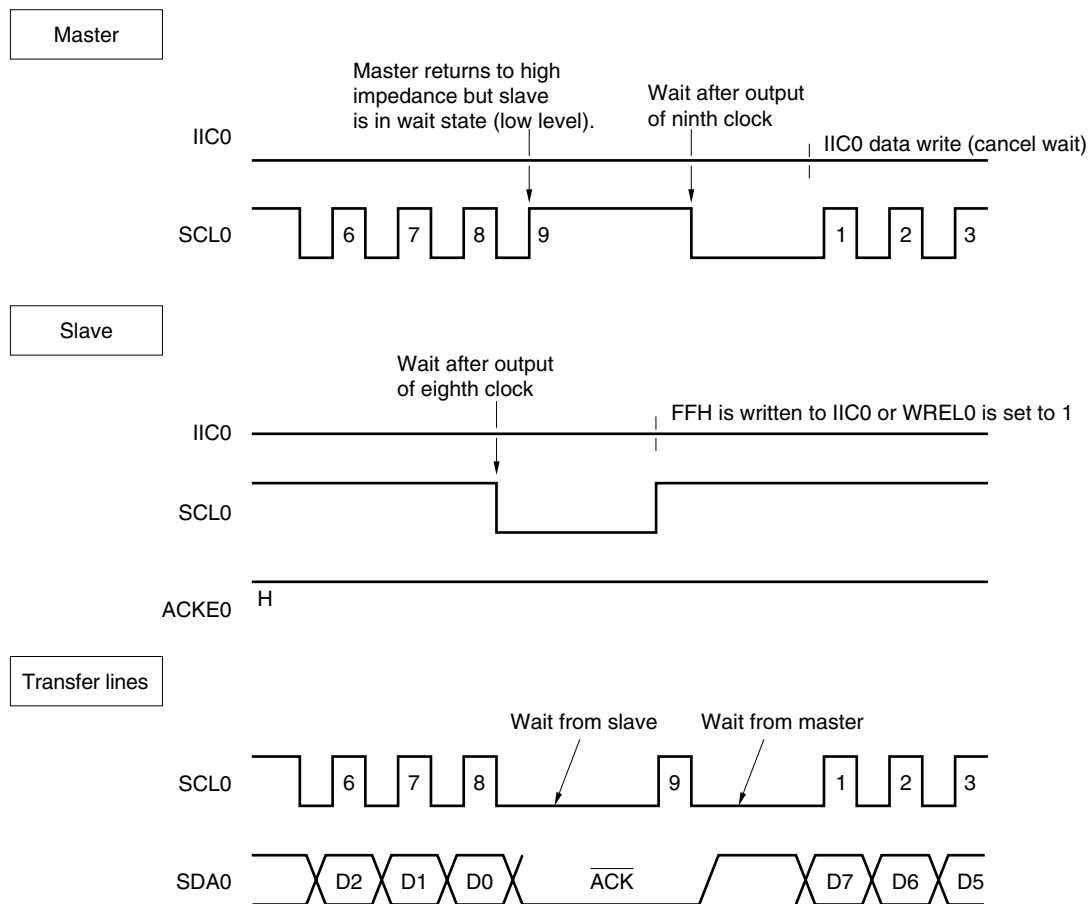 Master
Master returns to high
impedance but slave
is in wait state (low level).
Wait after output
of ninth clock
IIC0
IIC0 data write (cancel wait)
SCL0
6 7 8 9 1 2 3
Slave
Wait after output
of eighth clock
FFH is written to IIC0 or WREL0 is set to 1
IIC0
SCL0
H
ACKE0
Transfer lines
Wait from slave
Wait from master
SCL0
6 7 8 9 1 2 3
SDA0
D2 D1 D0 ACK D7 D6 D5